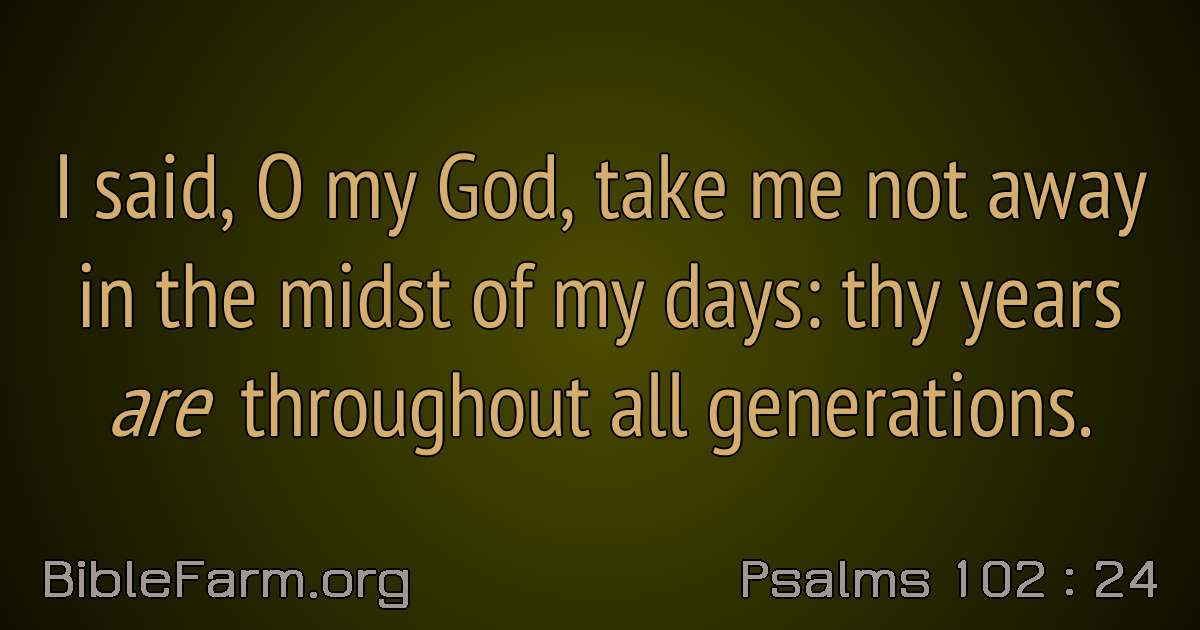 I said, O my God, take me not away
in the midst of my days: thy years
are throughout all generations.
BibleFarm.org
Psalms 102 : 24